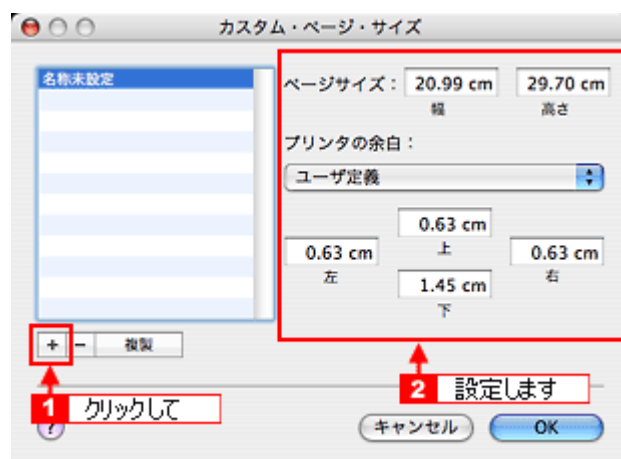 カスタム・ページ・サイズ
名称未設定
ページサイズ： 20.99 cm 29.70 cm
幅 高さ
プリンタの余白：
ユーザ定義
0.63 cm
上
0.63 cm 0.63 cm
左 右
1.45 cm
下
+ − 複製
1 クリックして
2 設定します
?
キャンセル OK